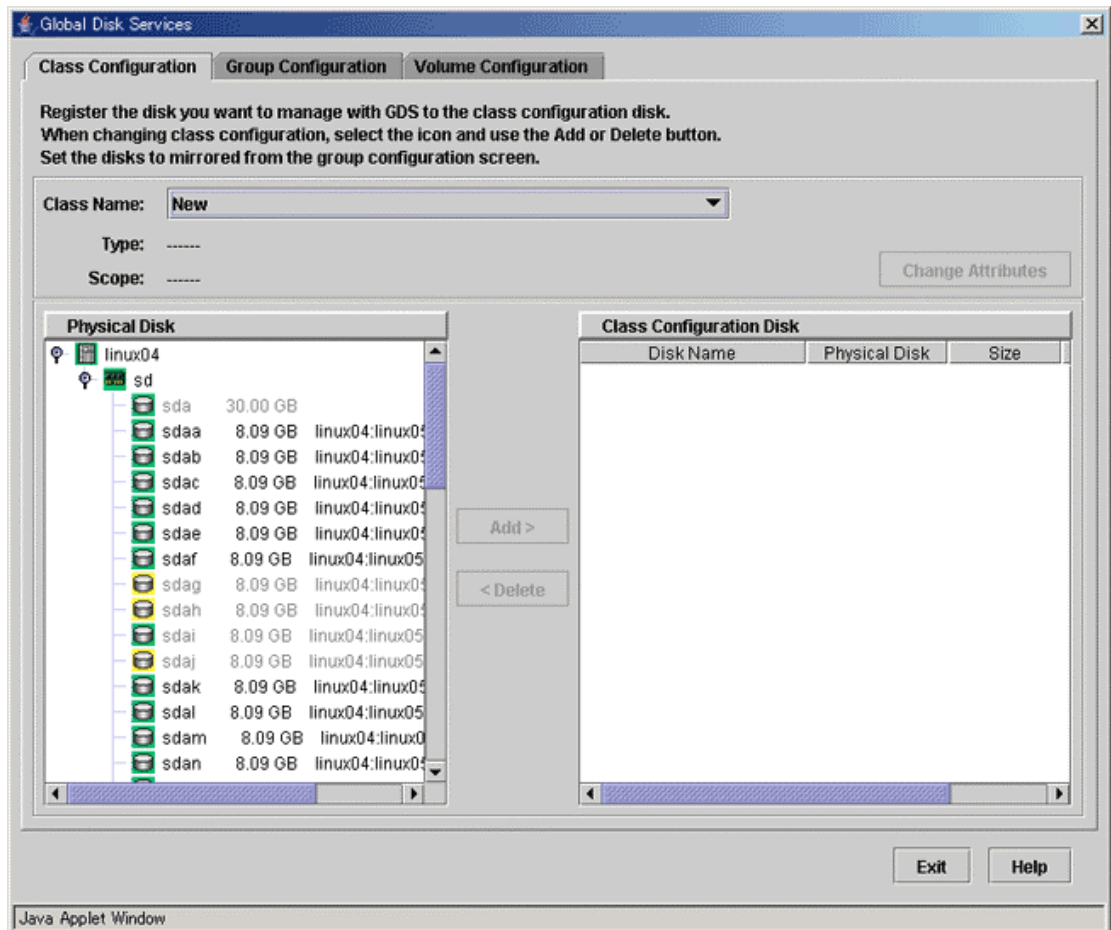 Global Disk Services
Class Configuration Group Configuration Volume Configuration
Register the disk you want to manage with GDS to the class configuration disk.
When changing class configuration, select the icon and use the Add or Delete button.
Set the disks to mirrored from the group configuration screen.
Class Name: New
Type: ------
Scope: ------
Change Attributes
Physical Disk
linux04
sd
sda 30.00 GB
sdaa 8.09 GB linux04:linux05
sdab 8.09 GB linux04:linux05
sdac 8.09 GB linux04:linux05
sdad 8.09 GB linux04:linux05
sdae 8.09 GB linux04:linux05
sdaf 8.09 GB linux04:linux05
sdag 8.09 GB linux04:linux05
sdah 8.09 GB linux04:linux05
sdai 8.09 GB linux04:linux05
sdaj 8.09 GB linux04:linux05
sdak 8.09 GB linux04:linux05
sdal 8.09 GB linux04:linux05
sdam 8.09 GB linux04:linux0
sdan 8.09 GB linux04:linux05
Add >
< Delete
Class Configuration Disk
Disk Name Physical Disk Size
Exit Help
Java Applet Window